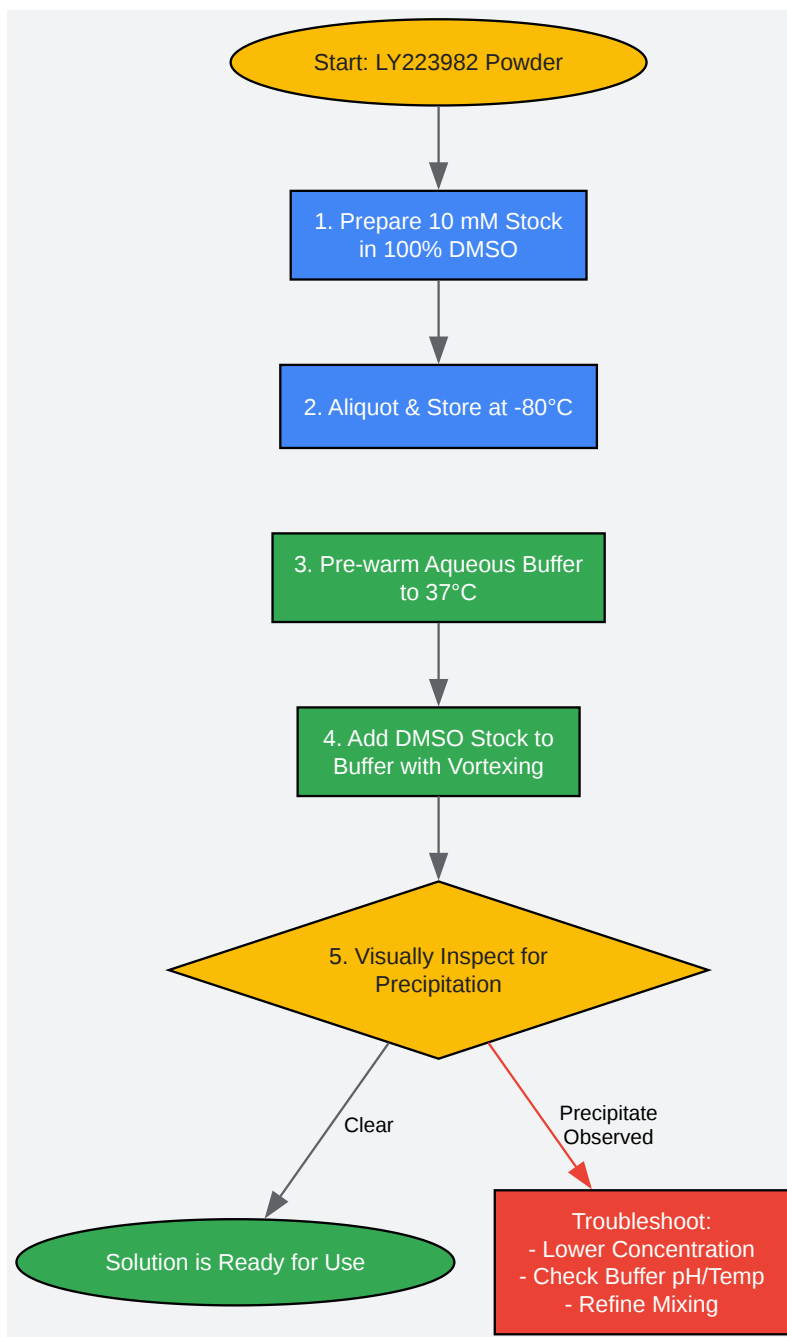 Start: LY223982 Powder
1. Prepare 10 mM Stock
in 100% DMSO
2. Aliquot & Store at -80°C
3. Pre-warm Aqueous Buffer
to 37°C
4. Add DMSO Stock to
Buffer with Vortexing
5. Visually Inspect for
Precipitation
Clear
Precipitate
Observed
Solution is Ready for Use
Troubleshoot:
- Lower Concentration
- Check Buffer pH/Temp
- Refine Mixing